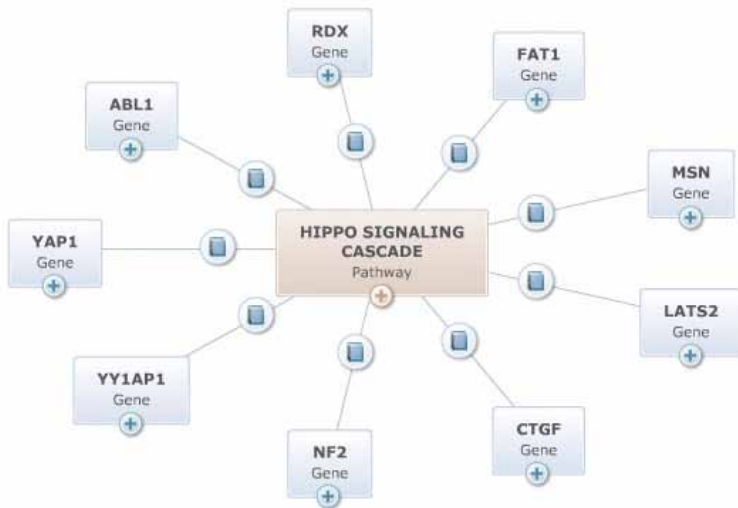 RDX
Gene
FAT1
Gene
ABL1
Gene
MSN
Gene
HIPPO SIGNALING
CASCADE
Pathway
YAP1
Gene
LATS2
Gene
YY1AP1
Gene
CTGF
Gene
NF2
Gene